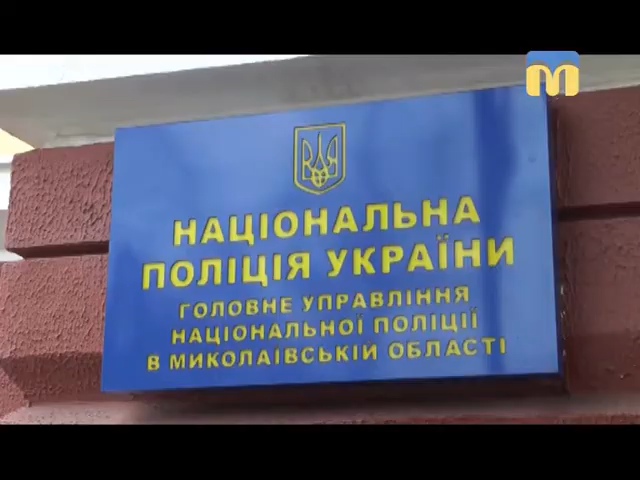 M
НАЦІОНАЛЬНА
ПОЛІЦІЯ УКРАЇНИ
ГОЛОВНЕ УПРАВЛІННЯ
НАЦІОНАЛЬНОЇ ПОЛІЦІЇ
В МИКОЛАЇВСЬКІЙ ОБЛАСТІ